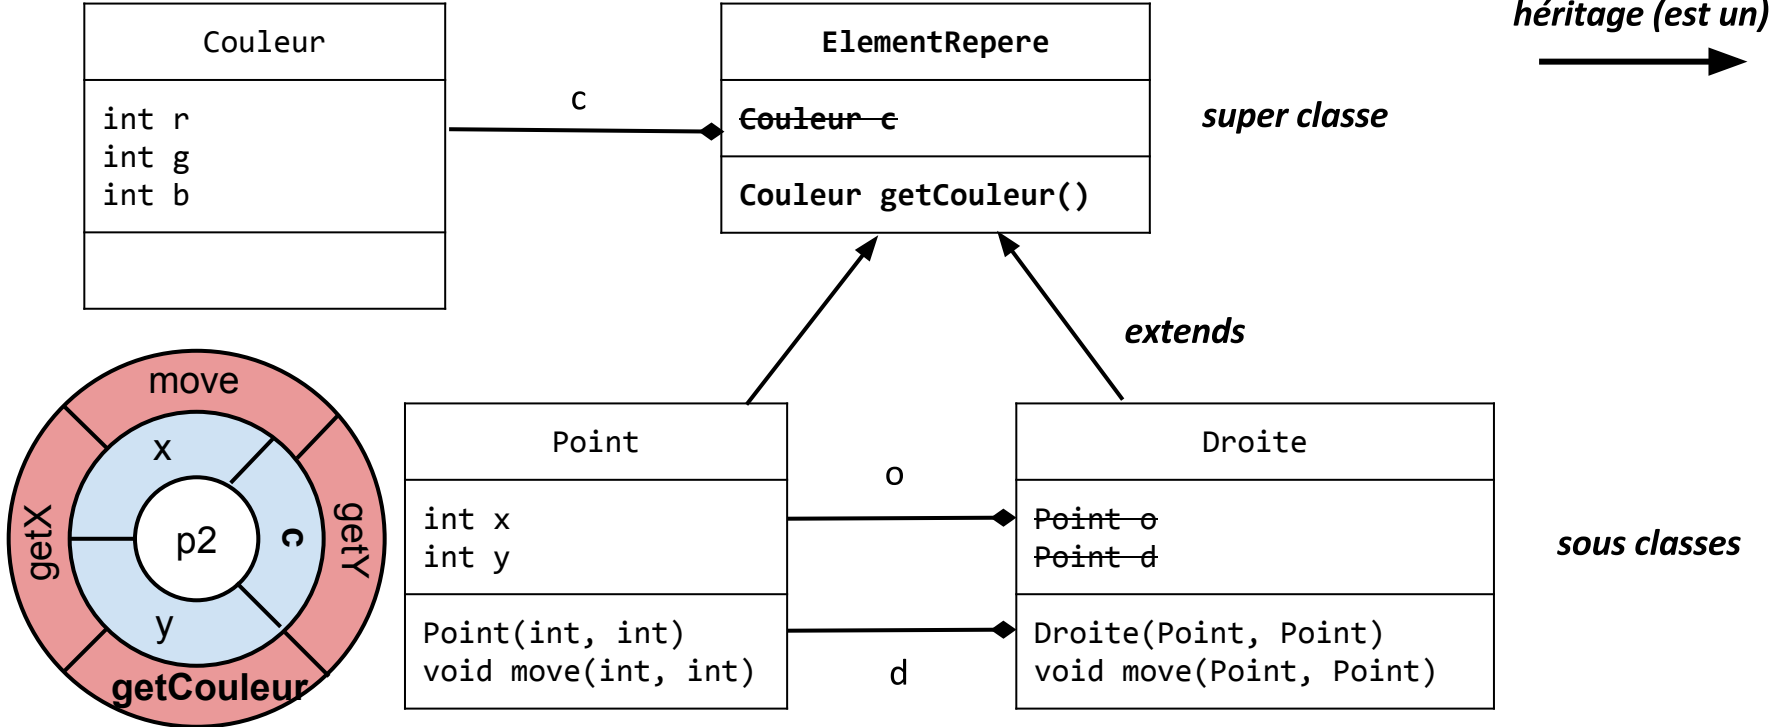 héritage (est un)
Couleur
int r
int g
int b
c
ElementRepere
Couleur c
Couleur getCouleur()
super classe
extends
move
x
getX
p2
c
getY
y
getCouleur
Point
int x
int y
Point(int, int)
void move(int, int)
o
d
Droite
Point o
Point d
Droite(Point, Point)
void move(Point, Point)
sous classes